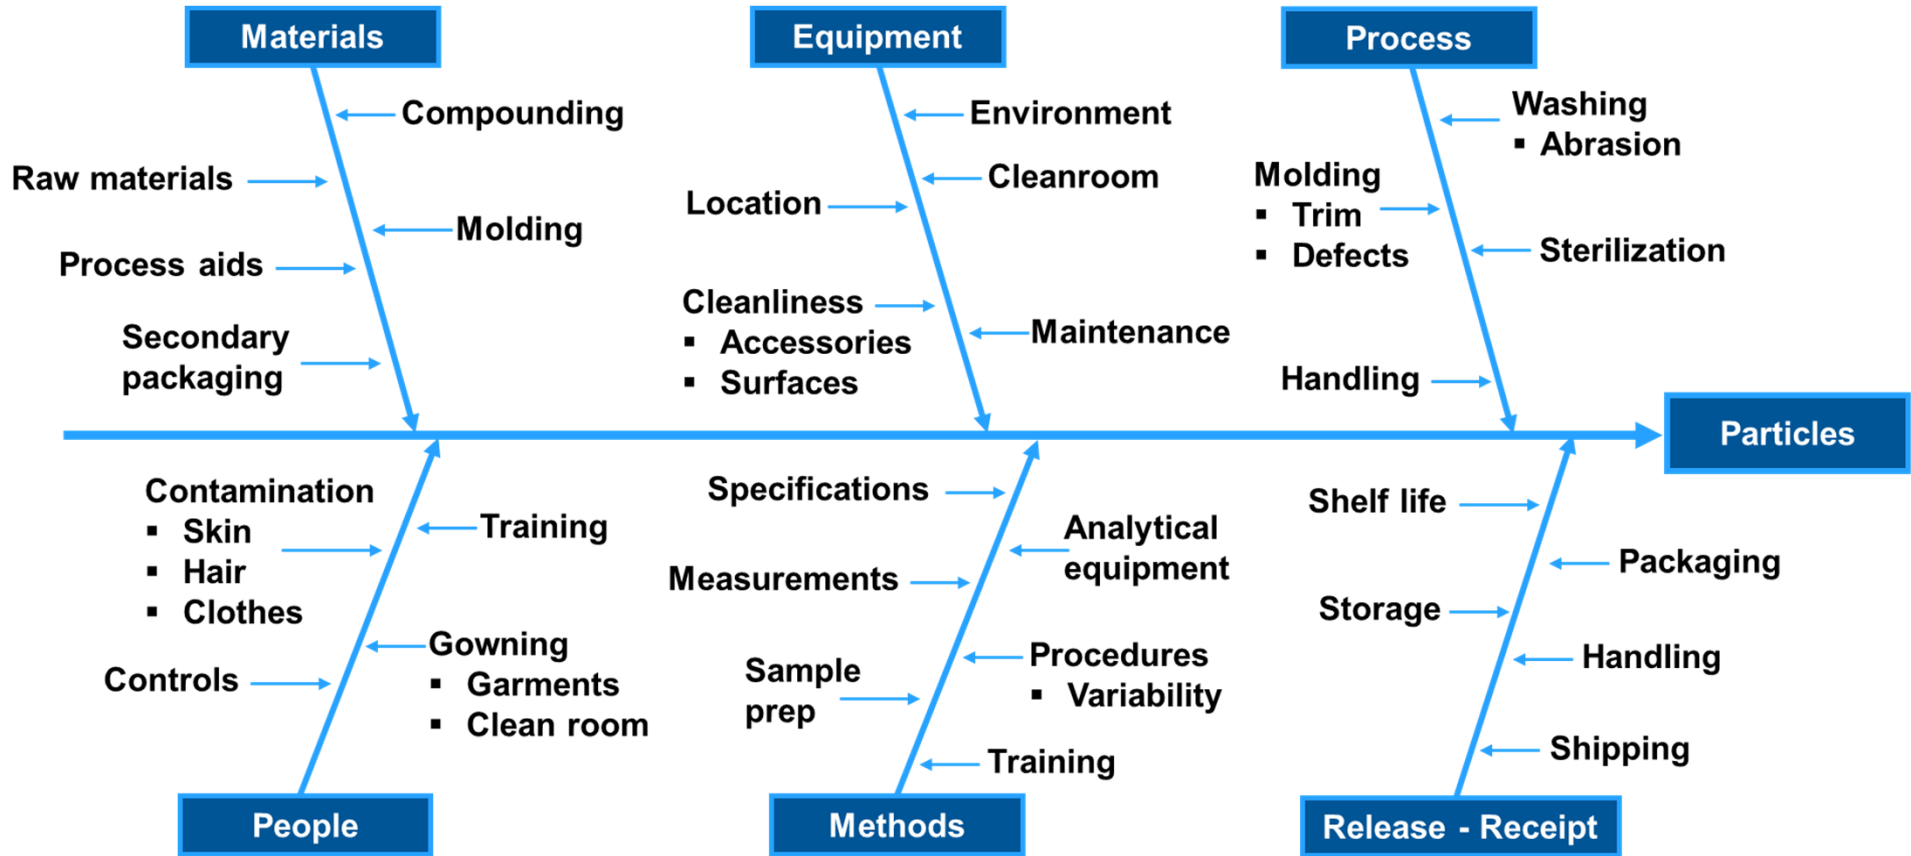 Materials
Equipment
Process
Compounding
Raw materials
Molding
Process aids
Secondary
packaging
Environment
Cleanroom
Location
Cleanliness
▪ Accessories
▪ Surfaces
Maintenance
Washing
▪ Abrasion
Molding
▪ Trim
▪ Defects
Sterilization
Handling
Particles
Contamination
▪ Skin
▪ Hair
▪ Clothes
Training
Gowning
▪ Garments
▪ Clean room
Controls
Specifications
Analytical
equipment
Measurements
Procedures
▪ Variability
Sample
prep
Training
Shelf life
Packaging
Storage
Handling
Shipping
People
Methods
Release - Receipt